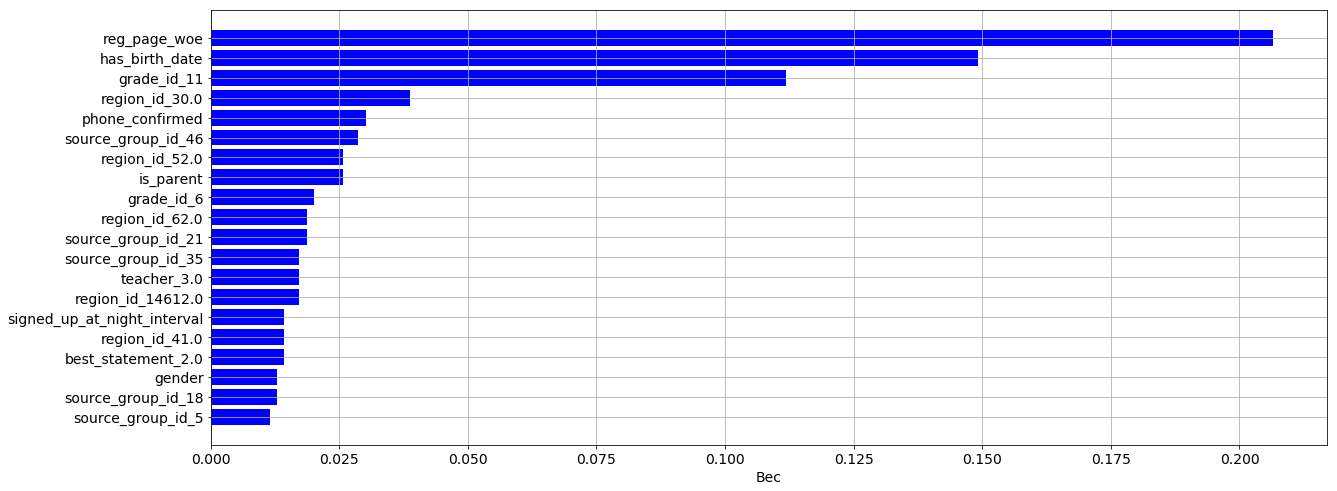 reg_page_woe
has_birth_date
grade_id_11
region_id_30.0
phone_confirmed
source_group_id_46
region_id_52.0
is_parent
grade_id_6
region_id_62.0
source_group_id_21
source_group_id_35
teacher_3.0
region_id_14612.0
signed_up_at_night_interval
region_id_41.0
best_statement_2.0
gender
source_group_id_18
source_group_id_5
0.000 0.025 0.050 0.075 0.100 0.125 0.150 0.175 0.200
Вес